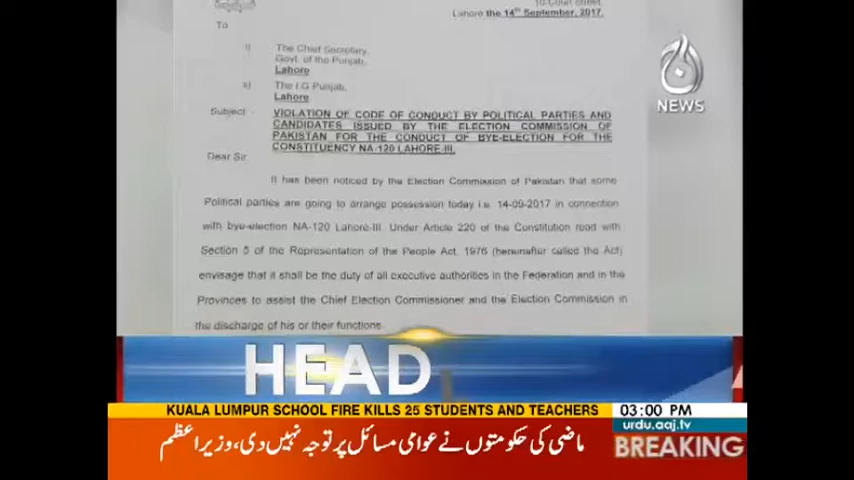 10-Court Street,
Lahore the 14th September, 2017.
To
i) The Chief Secretary,
Govt. of the Punjab,
Lahore
ii) The I.G Punjab,
Lahore
Subject:- VIOLATION OF CODE OF CONDUCT BY POLITICAL PARTIES AND
CANDIDATES ISSUED BY THE ELECTION COMMISSION OF
PAKISTAN FOR THE CONDUCT OF BYE-ELECTION FOR THE
CONSTITUENCY NA-120 LAHORE-III.
Dear Sir
It has been noticed by the Election Commission of Pakistan that some
Political parties are going to arrange possession today i.e. 14-09-2017 in connection
with bye-election NA-120 Lahore-III. Under Article 220 of the Constitution read with
Section 5 of the Representation of the People Act, 1976 (hereinafter called the Act)
envisage that it shall be the duty of all executive authorities in the Federation and in the
Provinces to assist the Chief Election Commissioner and the Election Commission in
the discharge of his or their functions.
آج
NEWS
HEADL
KUALA LUMPUR SCHOOL FIRE KILLS 25 STUDENTS AND TEACHERS
03:00 PM
urdu.aaj.tv
ماضی کی حکومتوں نے عوامی مسائل پر توجہ نہیں دی، وزیراعظم
BREAKING